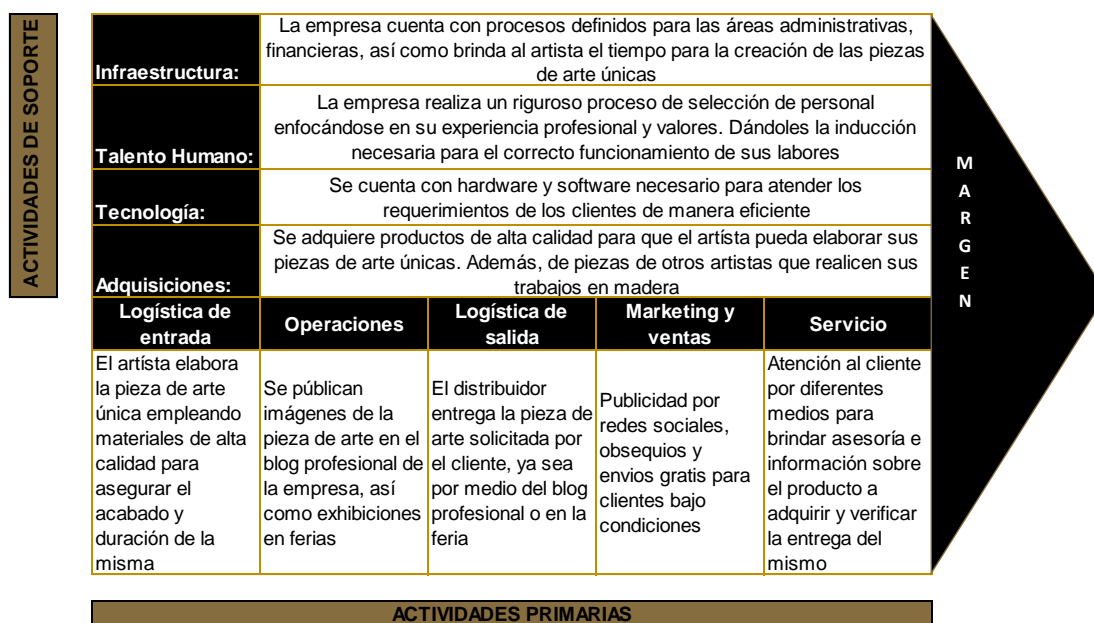 ACTIVIDADES DE SOPORTE
Infraestructura:
La empresa cuenta con procesos definidos para las áreas administrativas,
financieras, así como brinda al artista el tiempo para la creación de las piezas
de arte únicas
Talento Humano:
La empresa realiza un riguroso proceso de selección de personal
enfocándose en su experiencia profesional y valores. Dándoles la inducción
necesaria para el correcto funcionamiento de sus labores
Tecnología:
Se cuenta con hardware y software necesario para atender los
requerimientos de los clientes de manera eficiente
Adquisiciones:
Se adquiere productos de alta calidad para que el artísta pueda elaborar sus
piezas de arte únicas. Además, de piezas de otros artistas que realicen sus
trabajos en madera
Logística de
entrada
Operaciones
Logística de
salida
Marketing y
ventas
Servicio
El artísta elabora
la pieza de arte
única empleando
materiales de alta
calidad para
asegurar el
acabado y
duración de la
misma
Se públican
imágenes de la
pieza de arte en el
blog profesional de
la empresa, así
como exhibiciones
en ferias
El distribuidor
entrega la pieza de
arte solicitada por
el cliente, ya sea
por medio del blog
profesional o en la
feria
Publicidad por
redes sociales,
obsequios y
envios gratis para
clientes bajo
condiciones
Atención al cliente
por diferentes
medios para
brindar asesoría e
información sobre
el producto a
adquirir y verificar
la entrega del
mismo
M
A
R
G
E
N
ACTIVIDADES PRIMARIAS